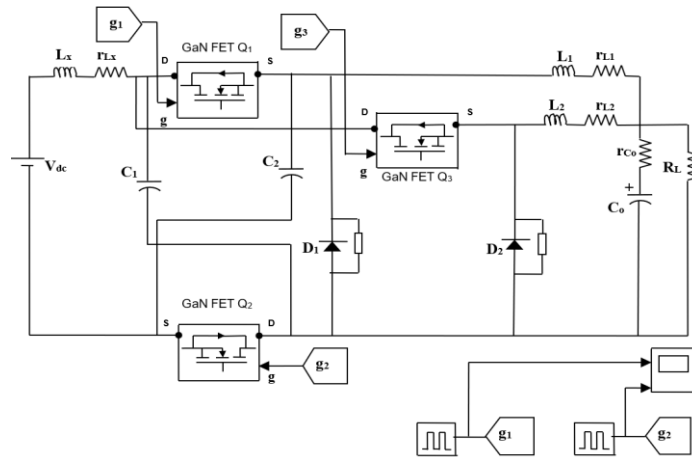 g1
g3
Lx
rLx
GaN FET Q1
D
S
g
L1
rL1
L2
rL2
D
S
g
GaN FET Q3
Vdc
C1
C2
rCo
RL
+
Co
D1
D2
GaN FET Q2
S
D
g
g2
g1
g2